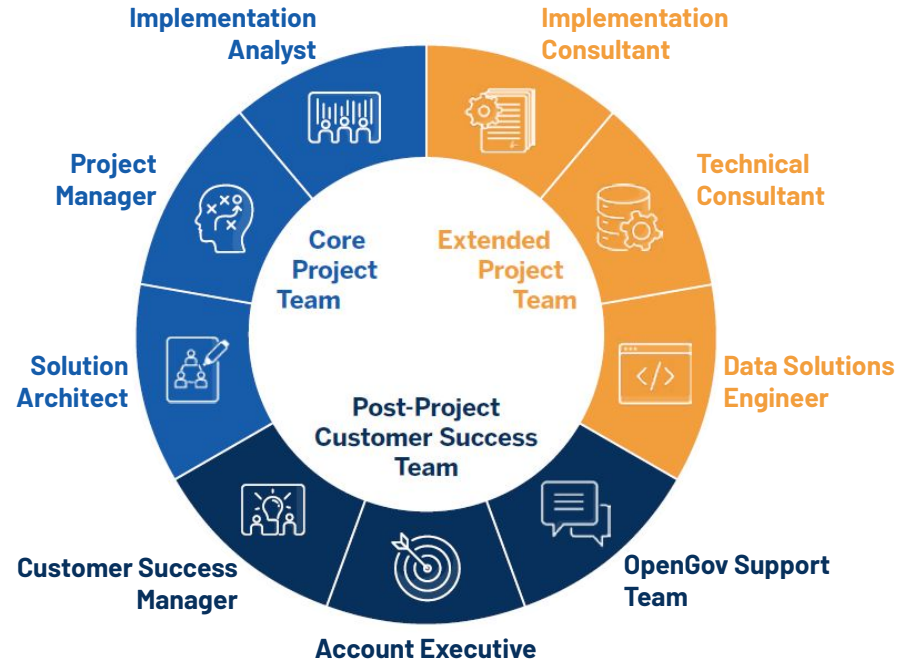 Implementation
Analyst
Implementation
Consultant
Project
Manager
Technical
Consultant
Core
Project
Team
Extended
Project
Team
Solution
Architect
Data Solutions
Engineer
Post-Project
Customer Success
Team
Customer Success
Manager
OpenGov Support
Team
Account Executive